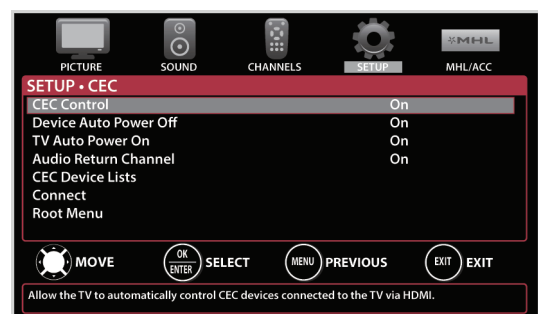 MHL
PICTURE SOUND CHANNELS SETUP MHL/ACC
SETUP • CEC
CEC Control On
Device Auto Power Off On
TV Auto Power On On
Audio Return Channel On
CEC Device Lists
Connect
Root Menu
MOVE OK ENTER SELECT MENU PREVIOUS EXIT EXIT
Allow the TV to automatically control CEC devices connected to the TV via HDMI.